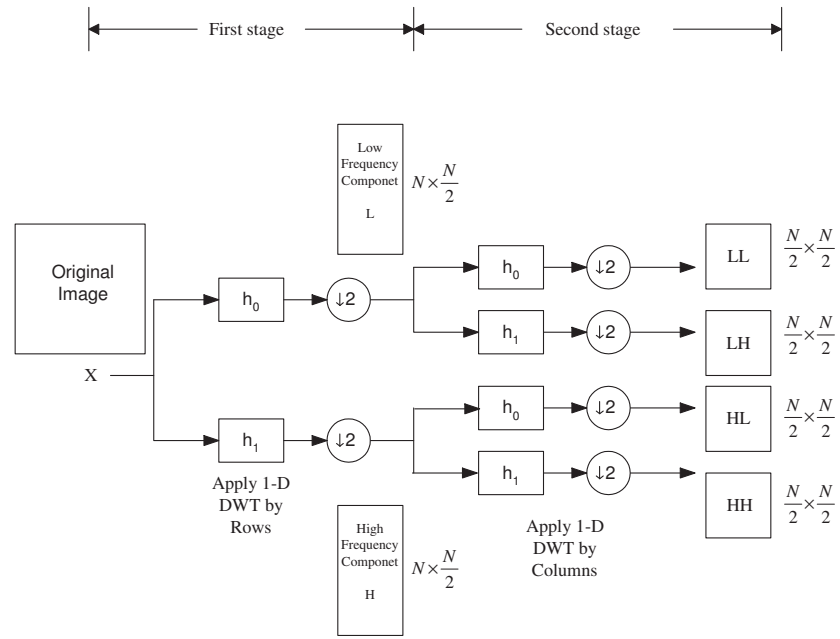 First stage
Second stage
Low
Frequency
Componet
L
N × N/2
Original
Image
X
h₀
↓2
h₀
↓2
LL
N/2 × N/2
h₁
↓2
LH
N/2 × N/2
h₁
↓2
h₀
↓2
HL
N/2 × N/2
h₁
↓2
HH
N/2 × N/2
Apply 1-D
DWT by
Rows
High
Frequency
Componet
H
N × N/2
Apply 1-D
DWT by
Columns